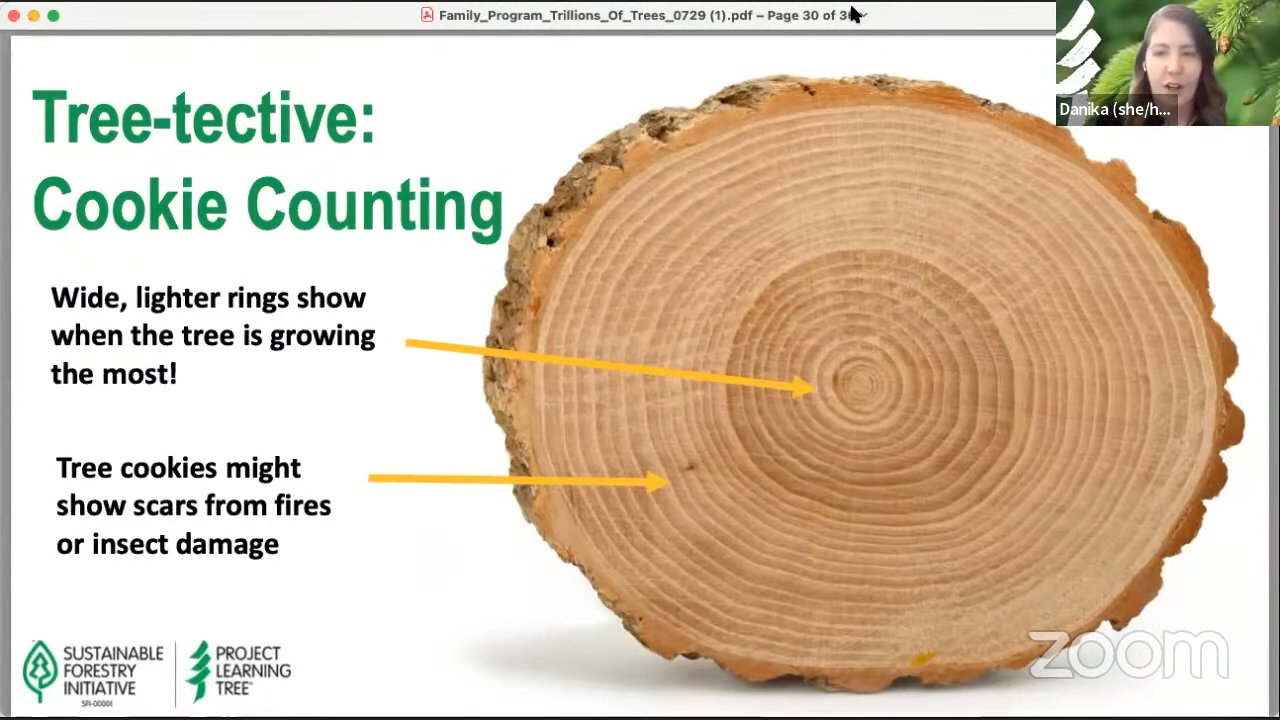 Family_Program_Trillions_Of_Trees_0729 (1).pdf – Page 30 of
Danika (she/h...
Tree-tective:
Cookie Counting
Wide, lighter rings show
when the tree is growing
the most!
Tree cookies might
show scars from fires
or insect damage
SUSTAINABLE
FORESTRY
INITIATIVE
SFI-00001
PROJECT
LEARNING
TREE
zoom